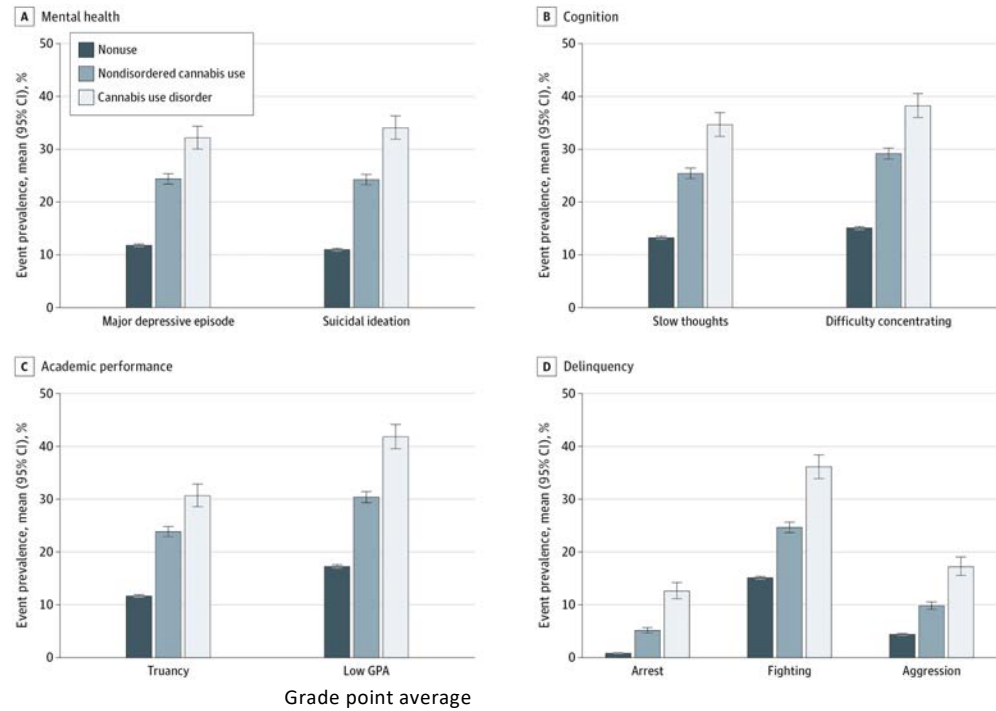 A Mental health
Event prevalence, mean (95% CI), %
50
40
30
20
10
0
Nonuse
Nondisordered cannabis use
Cannabis use disorder
Major depressive episode Suicidal ideation
B Cognition
Event prevalence, mean (95% CI), %
50
40
30
20
10
0
Slow thoughts Difficulty concentrating
C Academic performance
Event prevalence, mean (95% CI), %
50
40
30
20
10
0
Truancy Low GPA
Grade point average
D Delinquency
Event prevalence, mean (95% CI), %
50
40
30
20
10
0
Arrest Fighting Aggression